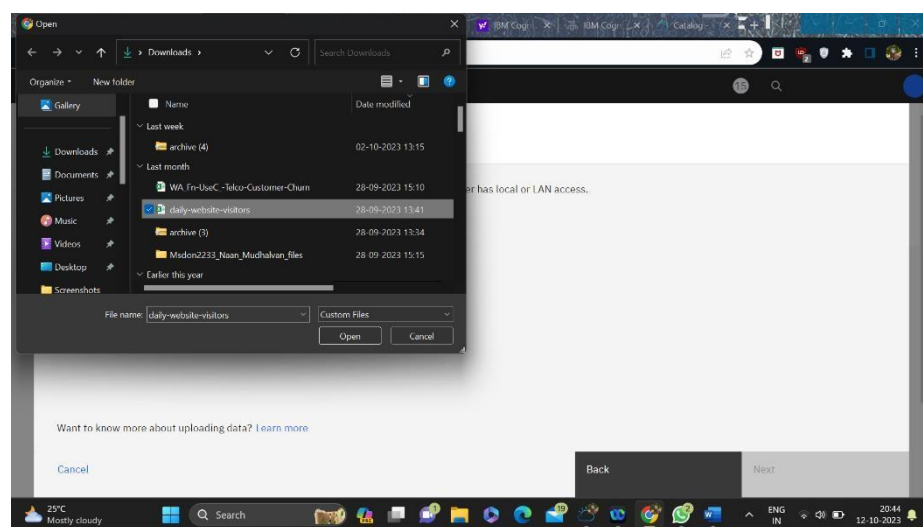 Open
IBM Cogr
IBM Cogr
Catalog -
Downloads
Search Downloads
Organize
New folder
15
Gallery
Name
Date modified
Last week
Downloads
archive (4)
02-10-2023 13:15
Last month
Documents
WA_Fn-UseC_-Telco-Customer-Churn
28-09-2023 15:10
er has local or LAN access.
Pictures
daily-website-visitors
28-09-2023 13:41
Music
archive (3)
28-09-2023 13:34
Videos
Msdon2233_Naan_Mudhalvan_files
28-09-2023 15:15
Desktop
Earlier this year
Screenshots
File name:
daily-website-visitors
Custom Files
Open
Cancel
Want to know more about uploading data? Learn more
Cancel
Back
Next
25°C
Mostly cloudy
Search
19
ENG
IN
20:44
12-10-2023